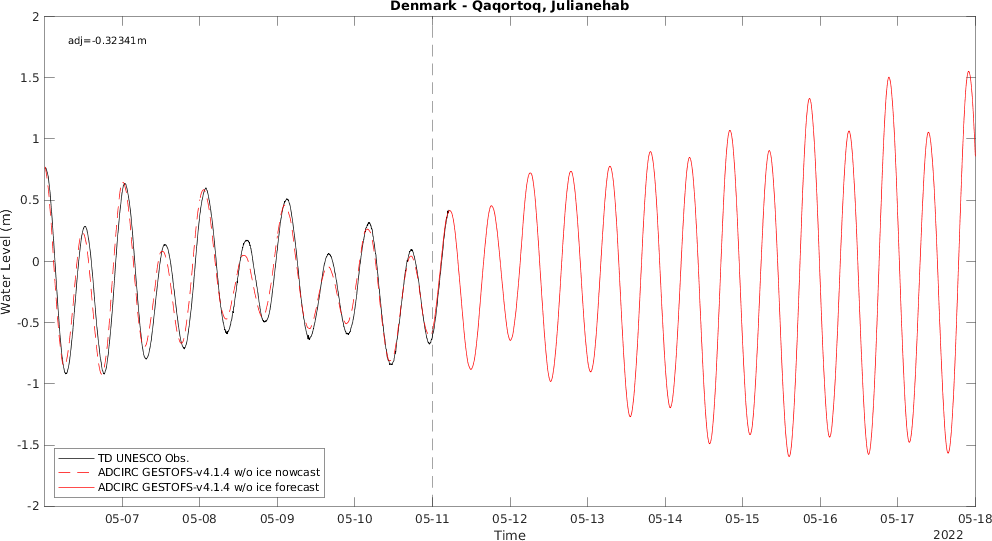 Denmark - Qaqortoq, Julianehab
adj=-0.32341m
2
1.5
1
0.5
0
-0.5
-1
-1.5
-2
Water Level (m)
TD UNESCO Obs.
ADCIRC GESTOFS-v4.1.4 w/o ice nowcast
ADCIRC GESTOFS-v4.1.4 w/o ice forecast
05-07 05-08 05-09 05-10 05-11 05-12 05-13 05-14 05-15 05-16 05-17 05-18
Time
2022